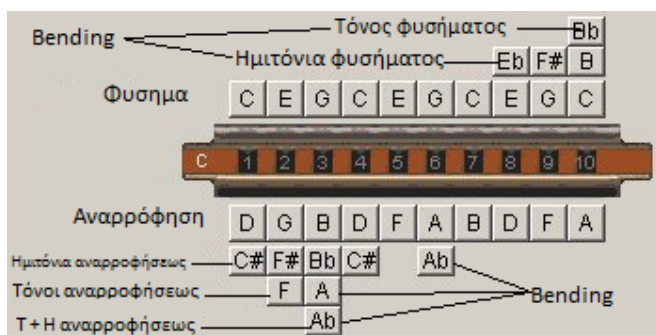 Bending Τόνος φυσήματος Bb
Ημιτόνια φυσήματος Eb F# B
Φυσημα C E G C E G C E G C
C 1 2 3 4 5 6 7 8 9 10
Αναρρόφηση D G B D F A B D F A
Ημιτόνια αναρροφήσεως C# F# Bb C# Ab
Τόνοι αναρροφήσεως F A Bending
Τ+Η αναρροφήσεως Ab